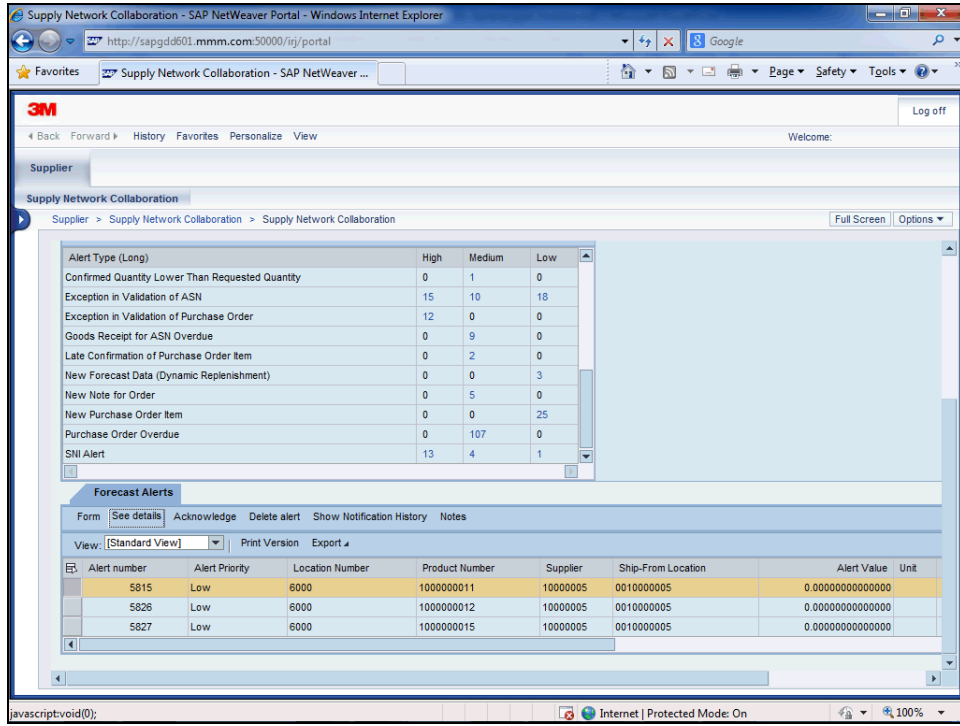 Supply Network Collaboration - SAP NetWeaver Portal - Windows Internet Explorer
http://sapgdd601.mmm.com:50000/irj/portal
Google
Favorites Supply Network Collaboration - SAP NetWeaver ... Page Safety Tools
3M Log off
Back Forward History Favorites Personalize View Welcome:
Supplier
Supply Network Collaboration
Supplier > Supply Network Collaboration > Supply Network Collaboration Full Screen Options
Alert Type (Long) High Medium Low
Confirmed Quantity Lower Than Requested Quantity 0 1 0
Exception in Validation of ASN 15 10 18
Exception in Validation of Purchase Order 12 0 0
Goods Receipt for ASN Overdue 0 9 0
Late Confirmation of Purchase Order Item 0 2 0
New Forecast Data (Dynamic Replenishment) 0 0 3
New Note for Order 0 5 0
New Purchase Order Item 0 0 25
Purchase Order Overdue 0 107 0
SNI Alert 13 4 1
Forecast Alerts
Form See details Acknowledge Delete alert Show Notification History Notes
View: [Standard View] Print Version Export
Alert number Alert Priority Location Number Product Number Supplier Ship-From Location Alert Value Unit
5815 Low 6000 1000000011 10000005 0010000005 0.00000000000000
5826 Low 6000 1000000012 10000005 0010000005 0.00000000000000
5827 Low 6000 1000000015 10000005 0010000005 0.00000000000000
javascript:void(0); Internet | Protected Mode: On 100%